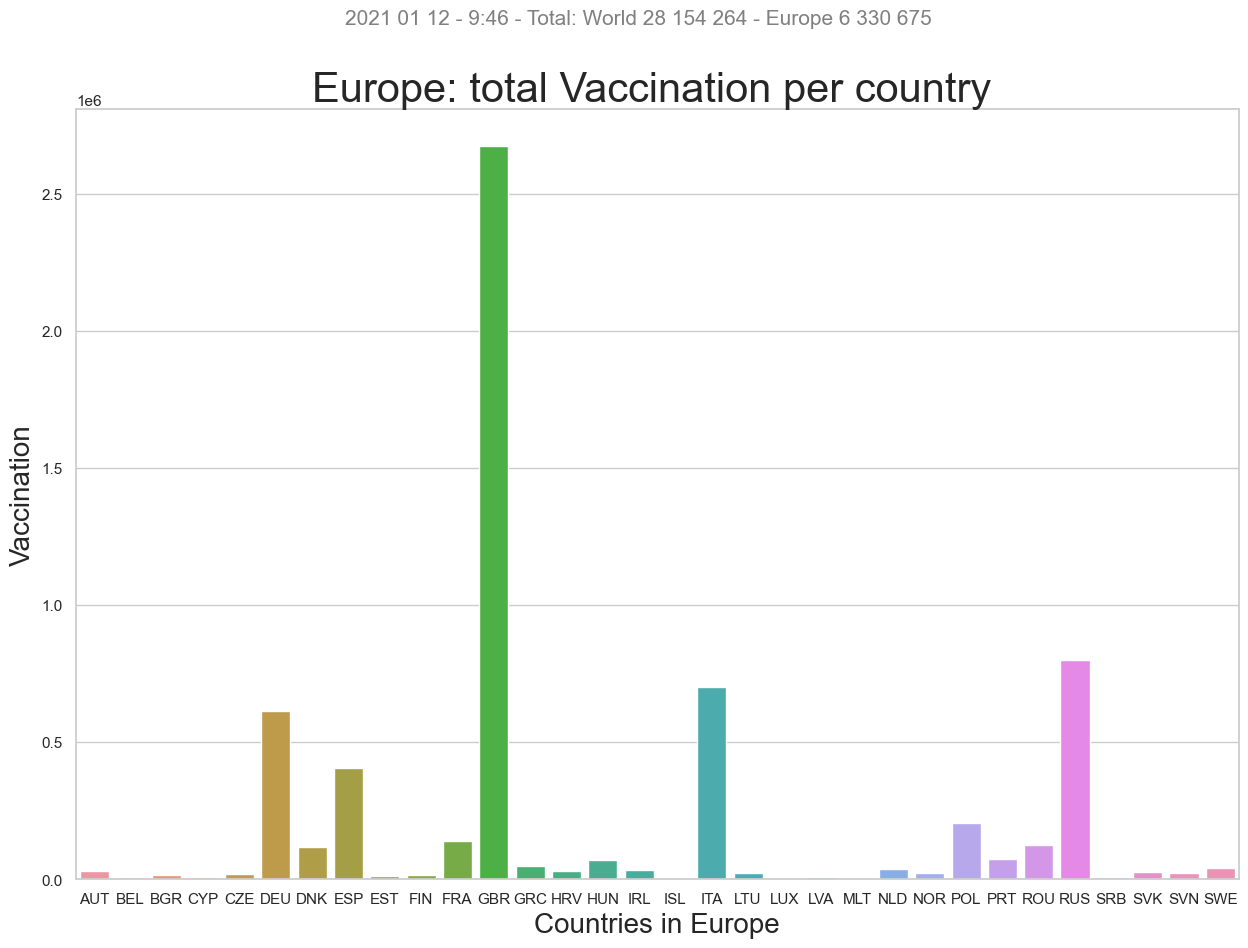 2021 01 12 - 9:46 - Total: World 28 154 264 - Europe 6 330 675
Europe: total Vaccination per country
1e6
2.5
2.0
1.5
1.0
0.5
0.0
Vaccination
AUT BEL BGR CYP CZE DEU DNK ESP EST FIN FRA GBR GRC HRV HUN IRL ISL ITA LTU LUX LVA MLT NLD NOR POL PRT ROU RUS SRB SVK SVN SWE
Countries in Europe